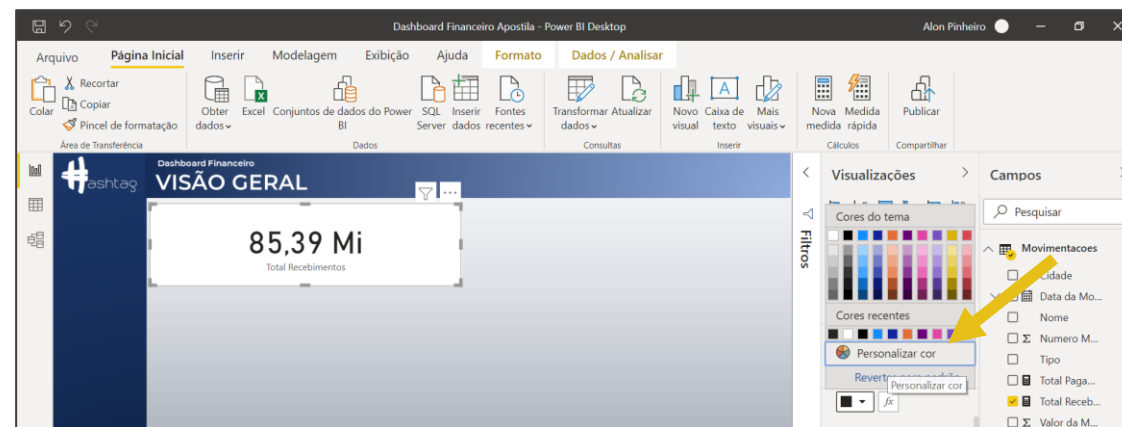 Dashboard Financeiro Apostila - Power BI Desktop
Alon Pinheiro
Arquivo Página Inicial Inserir Modelagem Exibição Ajuda Formato Dados / Analisar
Colar
Recortar
Copiar
Pincel de formatação
Área de Transferência
Obter dados
Excel
Conjuntos de dados do Power BI
SQL Server
Inserir dados
Fontes recentes
Dados
Transformar dados
Atualizar
Consultas
Novo visual
Caixa de texto
Mais visuais
Inserir
Nova medida
Medida rápida
Cálculos
Publicar
Compartilhar
#ashtag
Dashboard Financeiro
VISÃO GERAL
85,39 Mi
Total Recebimentos
Filtros
Visualizações
Cores do tema
Cores recentes
Personalizar cor
Personalizar cor
fx
Campos
Pesquisar
Movimentacoes
Data da Mo...
Nome
Σ Numero M...
Tipo
Total Paga...
Total Receb...
Σ Valor da M...